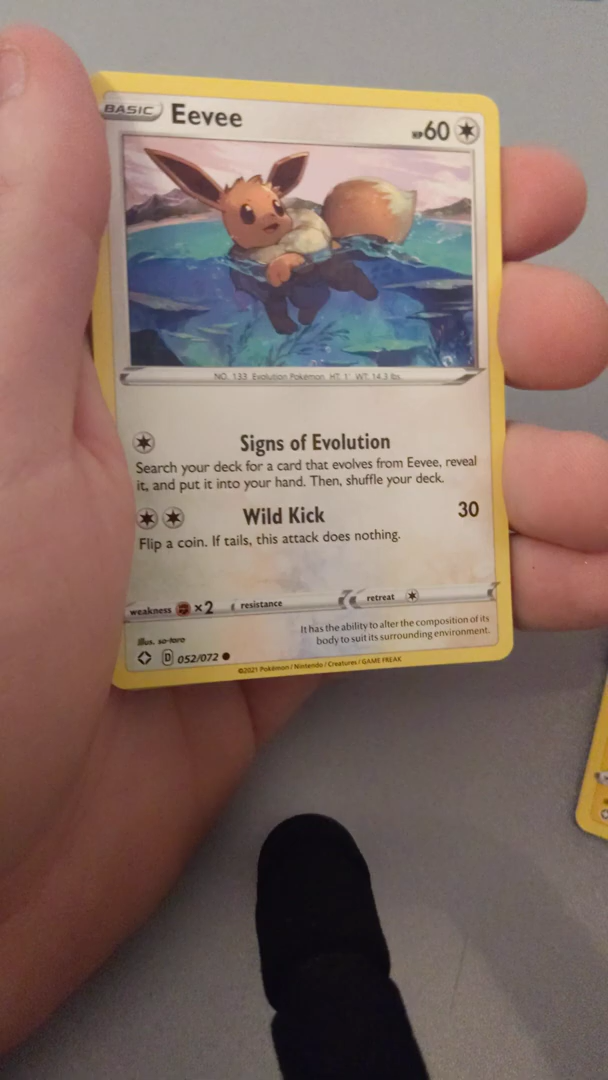 BASIC Eevee HP60
NO. 133 Evolution Pokémon HT: 1' WT: 14.3 lbs.
Signs of Evolution
Search your deck for a card that evolves from Eevee, reveal
it, and put it into your hand. Then, shuffle your deck.
Wild Kick 30
Flip a coin. If tails, this attack does nothing.
weakness ×2 resistance retreat
It has the ability to alter the composition of its
body to suit its surrounding environment.
Illus. so-taro
D 052/072
©2021 Pokémon / Nintendo / Creatures / GAME FREAK